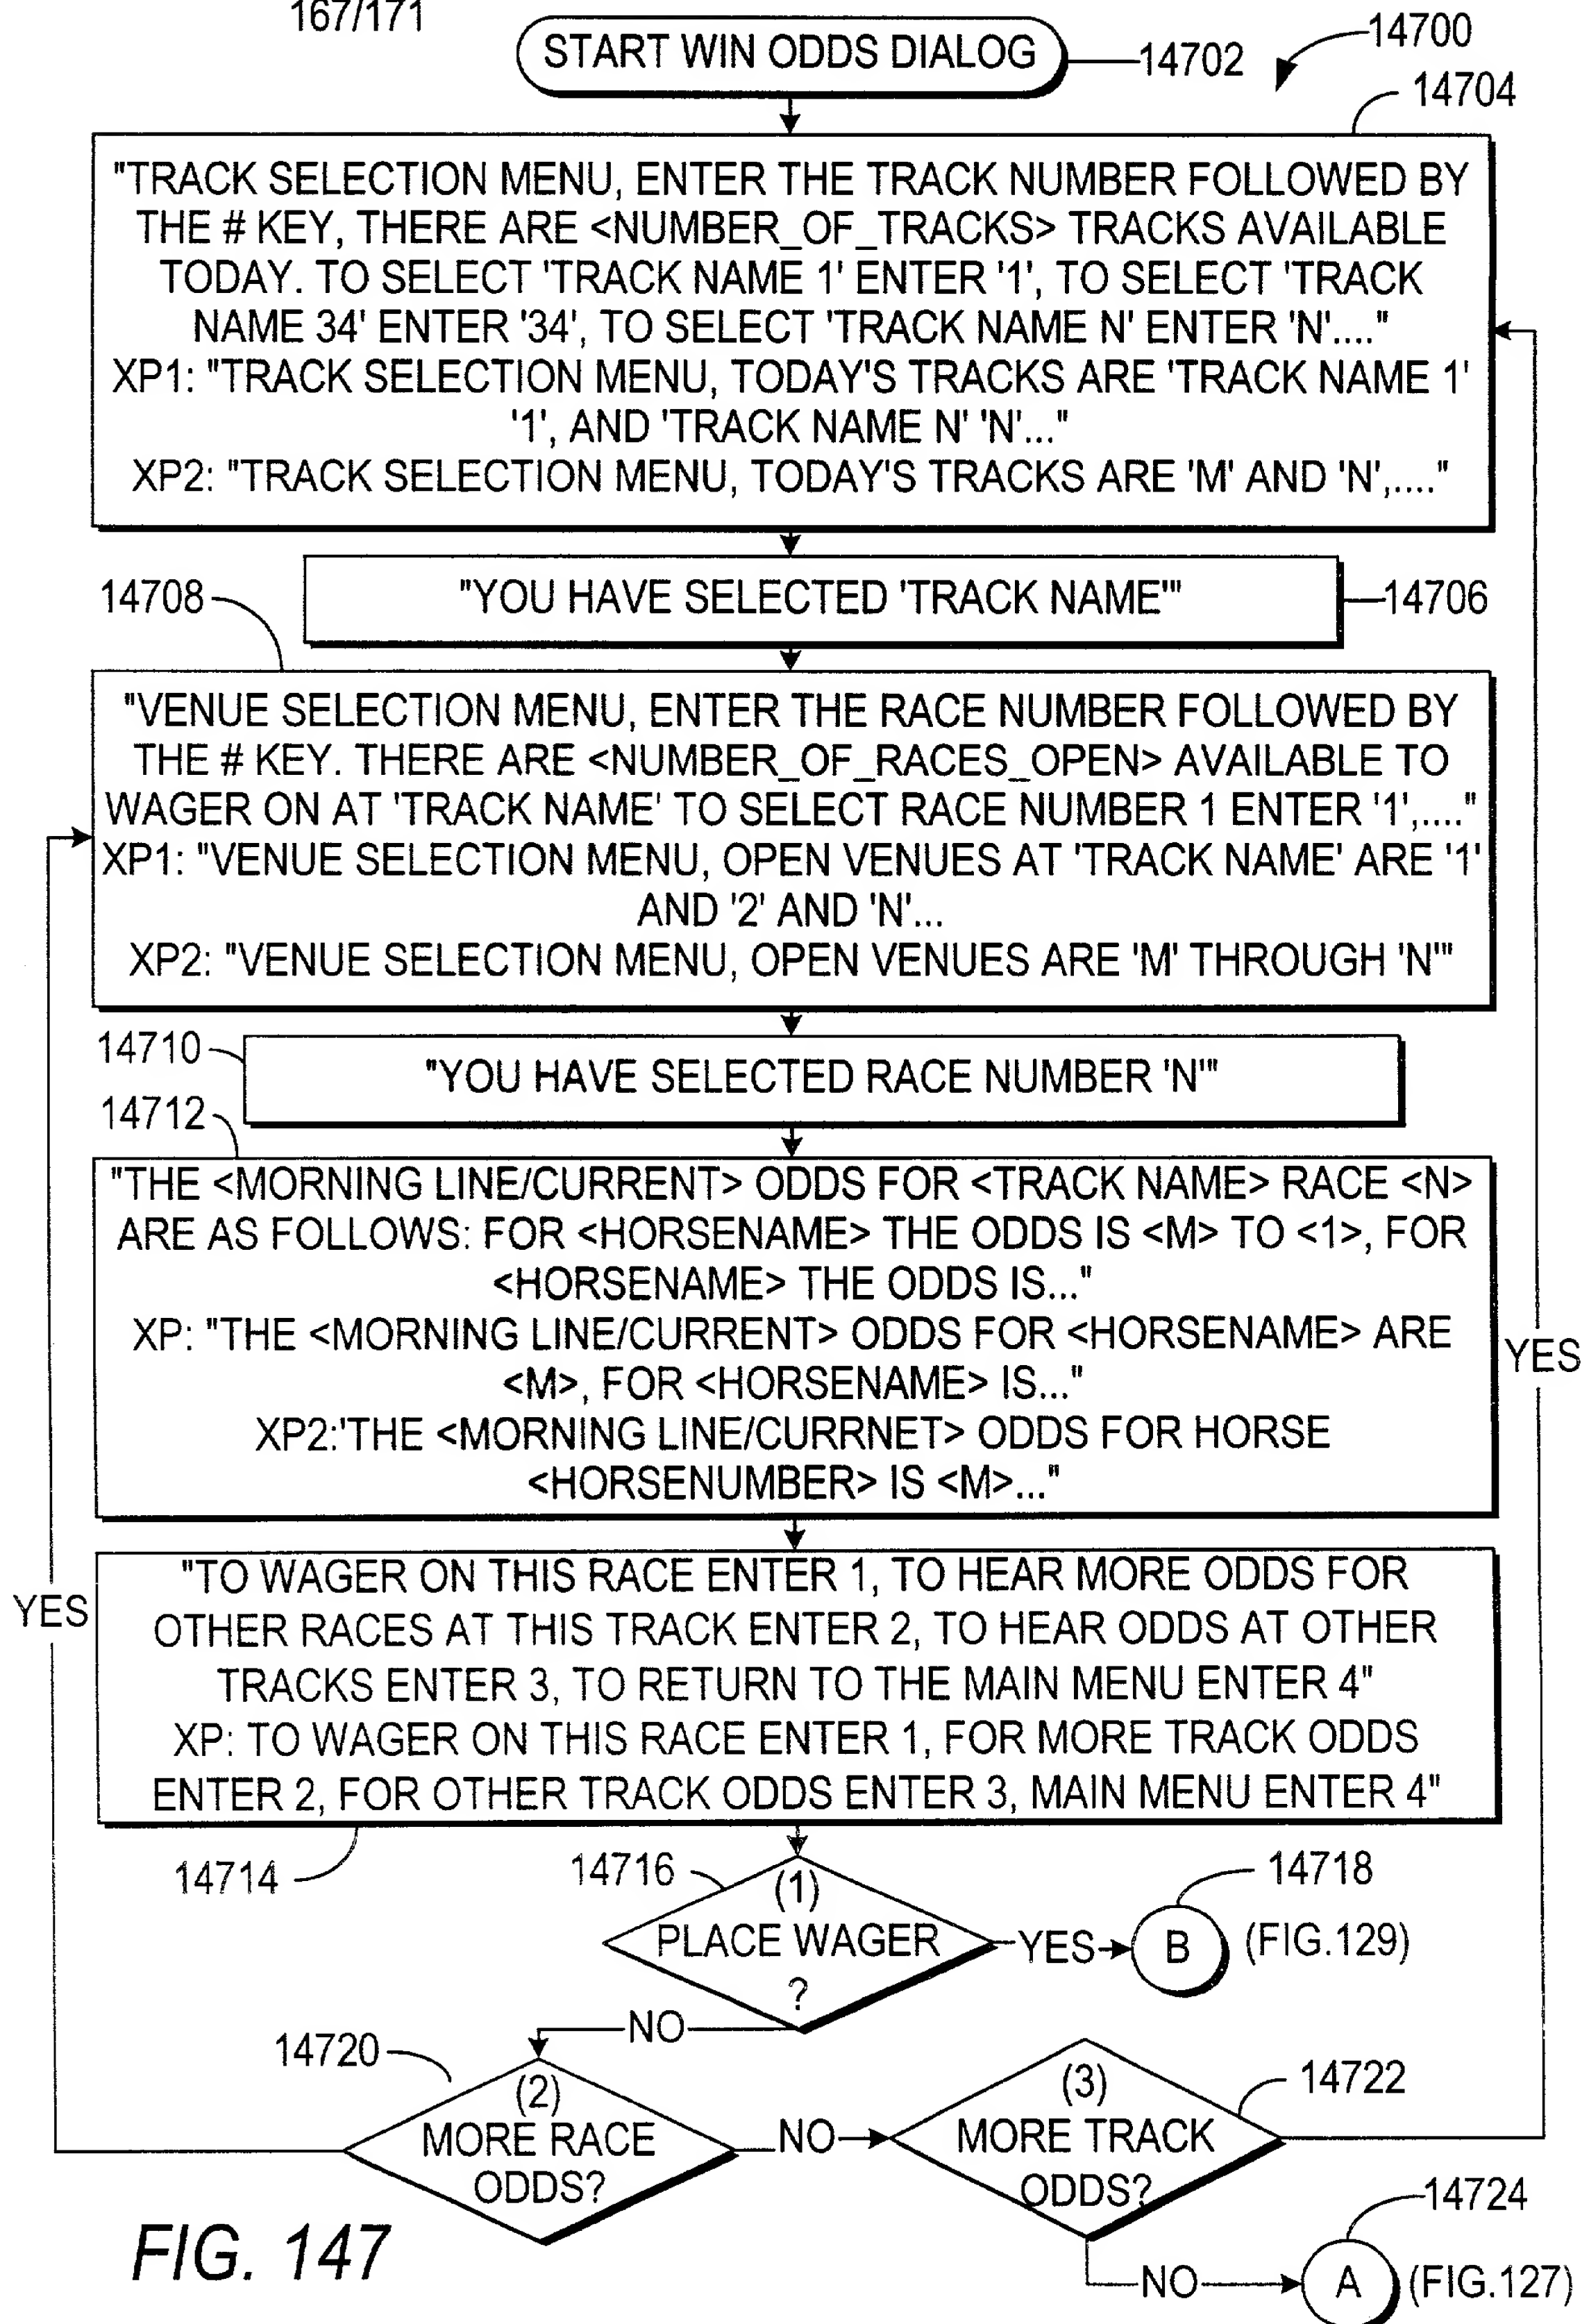 167/171
START WIN ODDS DIALOG
14702
14700
14704
"TRACK SELECTION MENU, ENTER THE TRACK NUMBER FOLLOWED BY
THE # KEY, THERE ARE <NUMBER_OF_TRACKS> TRACKS AVAILABLE
TODAY. TO SELECT 'TRACK NAME 1' ENTER '1', TO SELECT 'TRACK
NAME 34' ENTER '34', TO SELECT 'TRACK NAME N' ENTER 'N'...."
XP1: "TRACK SELECTION MENU, TODAY'S TRACKS ARE 'TRACK NAME 1'
'1', AND 'TRACK NAME N' 'N'..."
XP2: "TRACK SELECTION MENU, TODAY'S TRACKS ARE 'M' AND 'N',...."
14708
"YOU HAVE SELECTED 'TRACK NAME'"
14706
"VENUE SELECTION MENU, ENTER THE RACE NUMBER FOLLOWED BY
THE # KEY. THERE ARE <NUMBER_OF_RACES_OPEN> AVAILABLE TO
WAGER ON AT 'TRACK NAME' TO SELECT RACE NUMBER 1 ENTER '1',...."
XP1: "VENUE SELECTION MENU, OPEN VENUES AT 'TRACK NAME' ARE '1'
AND '2' AND 'N'...
XP2: "VENUE SELECTION MENU, OPEN VENUES ARE 'M' THROUGH 'N'"
14710
"YOU HAVE SELECTED RACE NUMBER 'N'"
14712
"THE <MORNING LINE/CURRENT> ODDS FOR <TRACK NAME> RACE <N>
ARE AS FOLLOWS: FOR <HORSENAME> THE ODDS IS <M> TO <1>, FOR
<HORSENAME> THE ODDS IS..."
XP: "THE <MORNING LINE/CURRENT> ODDS FOR <HORSENAME> ARE
<M>, FOR <HORSENAME> IS..."
XP2:'THE <MORNING LINE/CURRNET> ODDS FOR HORSE
<HORSENUMBER> IS <M>..."
YES
"TO WAGER ON THIS RACE ENTER 1, TO HEAR MORE ODDS FOR
OTHER RACES AT THIS TRACK ENTER 2, TO HEAR ODDS AT OTHER
TRACKS ENTER 3, TO RETURN TO THE MAIN MENU ENTER 4"
XP: TO WAGER ON THIS RACE ENTER 1, FOR MORE TRACK ODDS
ENTER 2, FOR OTHER TRACK ODDS ENTER 3, MAIN MENU ENTER 4"
YES
14714
14716
(1)
PLACE WAGER
?
YES
B
14718
(FIG.129)
NO
14720
(2)
MORE RACE
ODDS?
NO
(3)
MORE TRACK
ODDS?
14722
14724
NO
A
(FIG.127)
FIG. 147